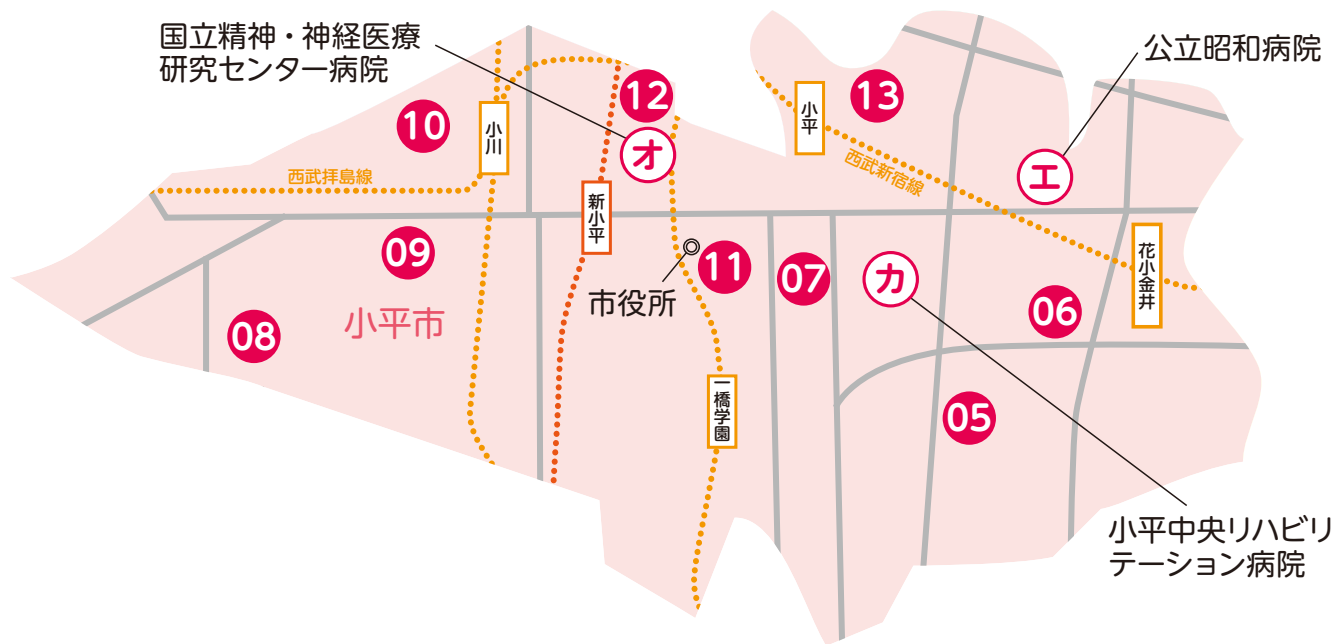 国立精神・神経医療
研究センター病院
公立昭和病院
12
13
小平
10
小川
オ
エ
西武拝島線
西武新宿線
新小平
09
11
07
カ
花小金井
市役所
06
小平市
08
一橋学園
05
小平中央リハビリ
テーション病院